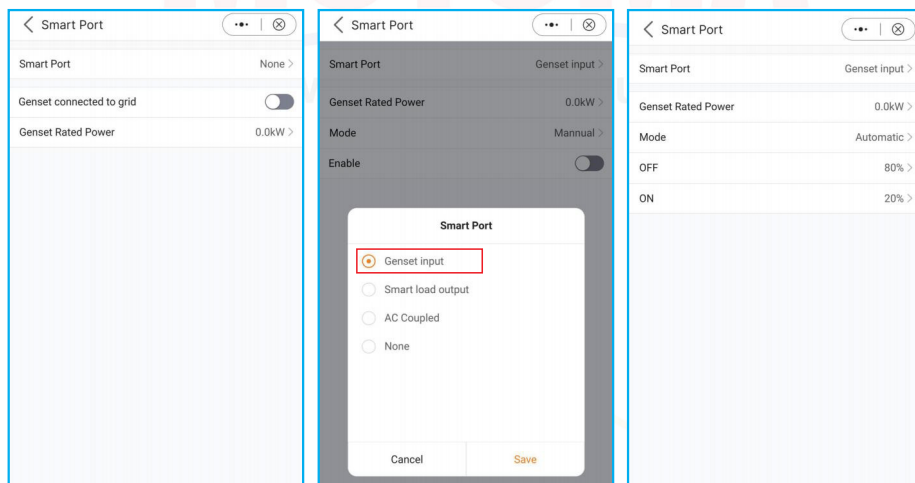 Smart Port
Smart Port None
Genset connected to grid
Genset Rated Power 0.0kW
Smart Port
Smart Port Genset input
Genset Rated Power 0.0kW
Mode Mannual
Enable
Smart Port
Genset input
Smart load output
AC Coupled
None
Cancel Save
Smart Port
Smart Port Genset input
Genset Rated Power 0.0kW
Mode Automatic
OFF 80%
ON 20%